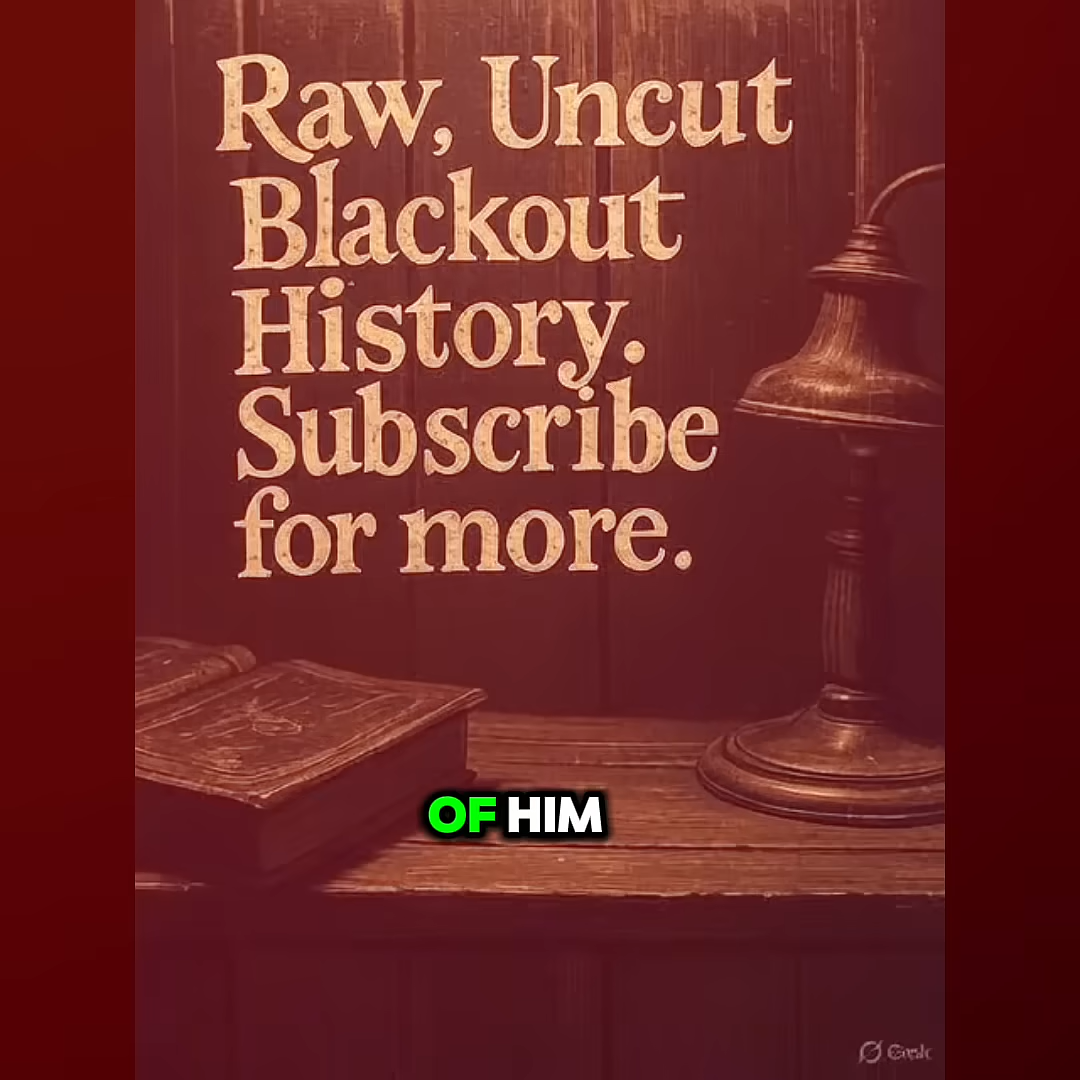 Raw, Uncut
Blackout
History.
Subscribe
for more.
OF HIM